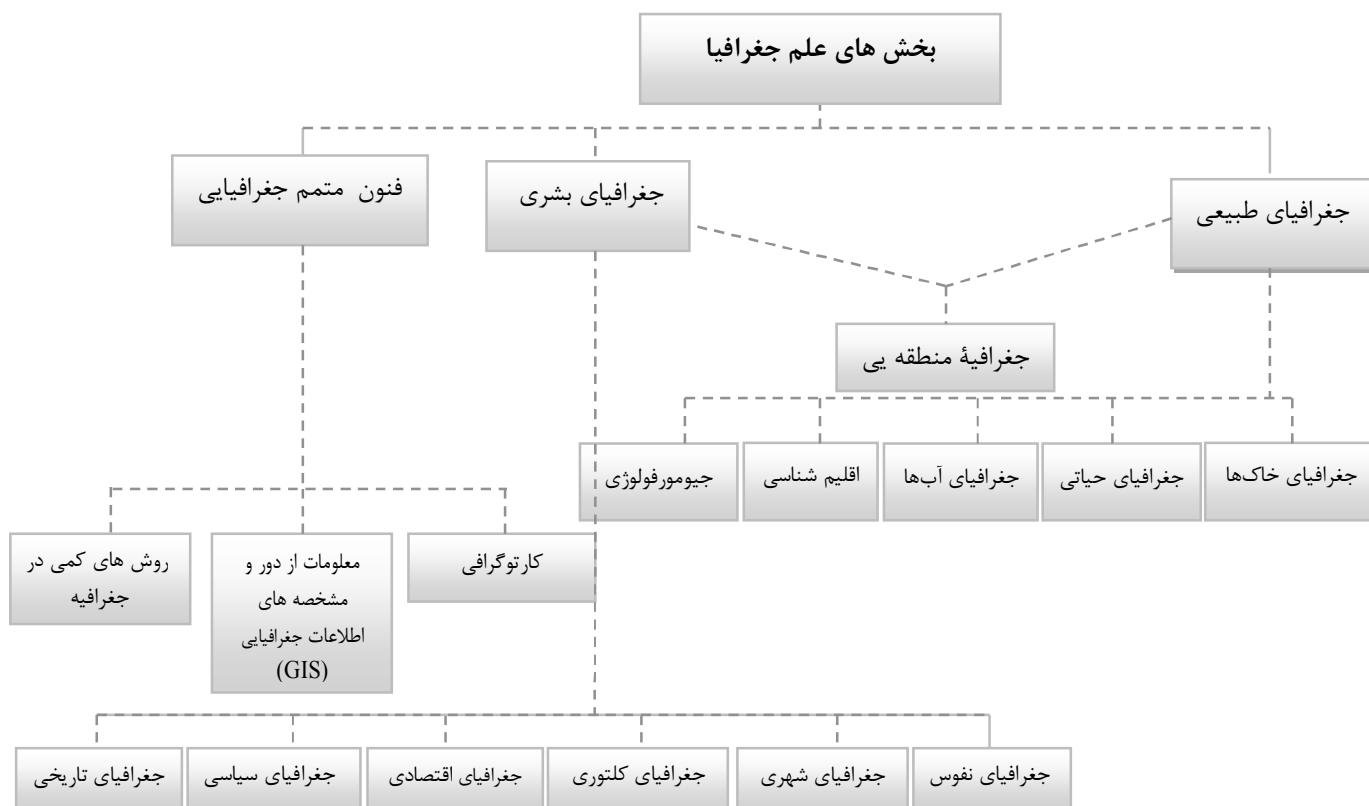 بخش های علم جغرافیا
جغرافیای طبیعی
جغرافیای بشری
فنون متمم جغرافیایی
جغرافیهٔ منطقه یی
جغرافیای خاک‌ها
جغرافیای حیاتی
جغرافیای آب‌ها
اقلیم شناسی
جیومورفولوژی
کارتوگرافی
معلومات از دور و
مشخصه های
اطلاعات جغرافیایی
(GIS)
روش های کمی در
جغرافیه
جغرافیای نفوس
جغرافیای شهری
جغرافیای کلتوری
جغرافیای اقتصادی
جغرافیای سیاسی
جغرافیای تاریخی